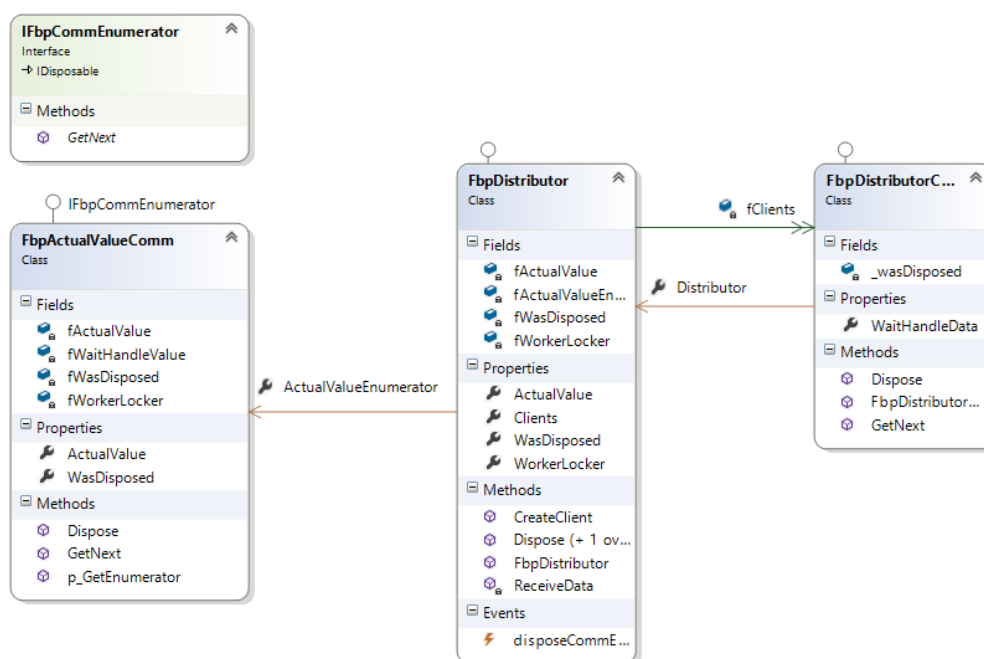 IFbpCommEnumerator
Interface
IDisposable
Methods
GetNext
IFbpCommEnumerator
FbpActualValueComm
Class
Fields
fActualValue
fWaitHandleValue
fWasDisposed
fWorkerLocker
Properties
ActualValue
WasDisposed
Methods
Dispose
GetNext
p_GetEnumerator
ActualValueEnumerator
FbpDistributor
Class
Fields
fActualValue
fActualValueEn...
fWasDisposed
fWorkerLocker
Properties
ActualValue
Clients
WasDisposed
WorkerLocker
Methods
CreateClient
Dispose (+ 1 ov...
FbpDistributor
ReceiveData
Events
disposeCommE...
fClients
Distributor
FbpDistributorC...
Class
Fields
_wasDisposed
Properties
WaitHandleData
Methods
Dispose
FbpDistributor...
GetNext